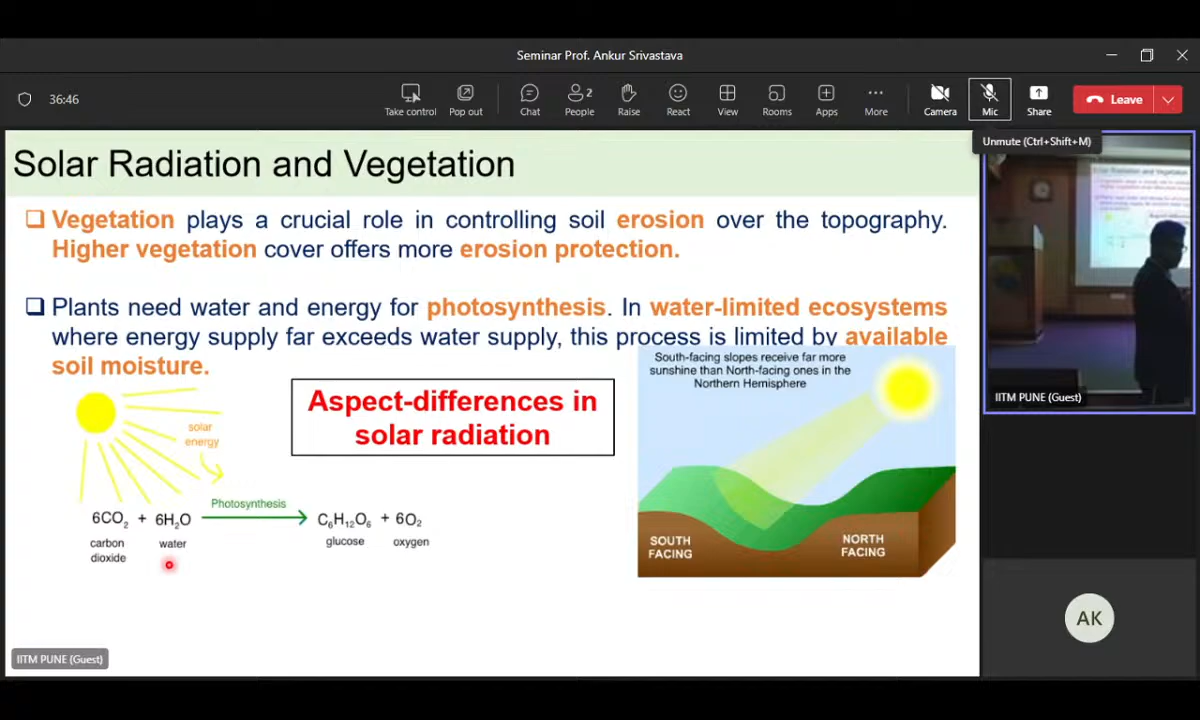 Seminar Prof. Ankur Srivastava
36:46
Take control
Pop out
Chat
2
People
Raise
React
View
Rooms
Apps
More
Camera
Mic
Share
Leave
Unmute (Ctrl+Shift+M)
Solar Radiation and Vegetation
Vegetation plays a crucial role in controlling soil erosion over the topography.
Higher vegetation cover offers more erosion protection.
Plants need water and energy for photosynthesis. In water-limited ecosystems
where energy supply far exceeds water supply, this process is limited by available
soil moisture.
Aspect-differences in
solar radiation
solar
energy
Photosynthesis
6CO₂ + 6H₂O
C₆H₁₂O₆ + 6O₂
carbon
dioxide
water
glucose
oxygen
South-facing slopes receive far more
sunshine than North-facing ones in the
Northern Hemisphere
SOUTH
FACING
NORTH
FACING
IITM PUNE (Guest)
Solar Radiation and Vegetation
IITM PUNE (Guest)
AK